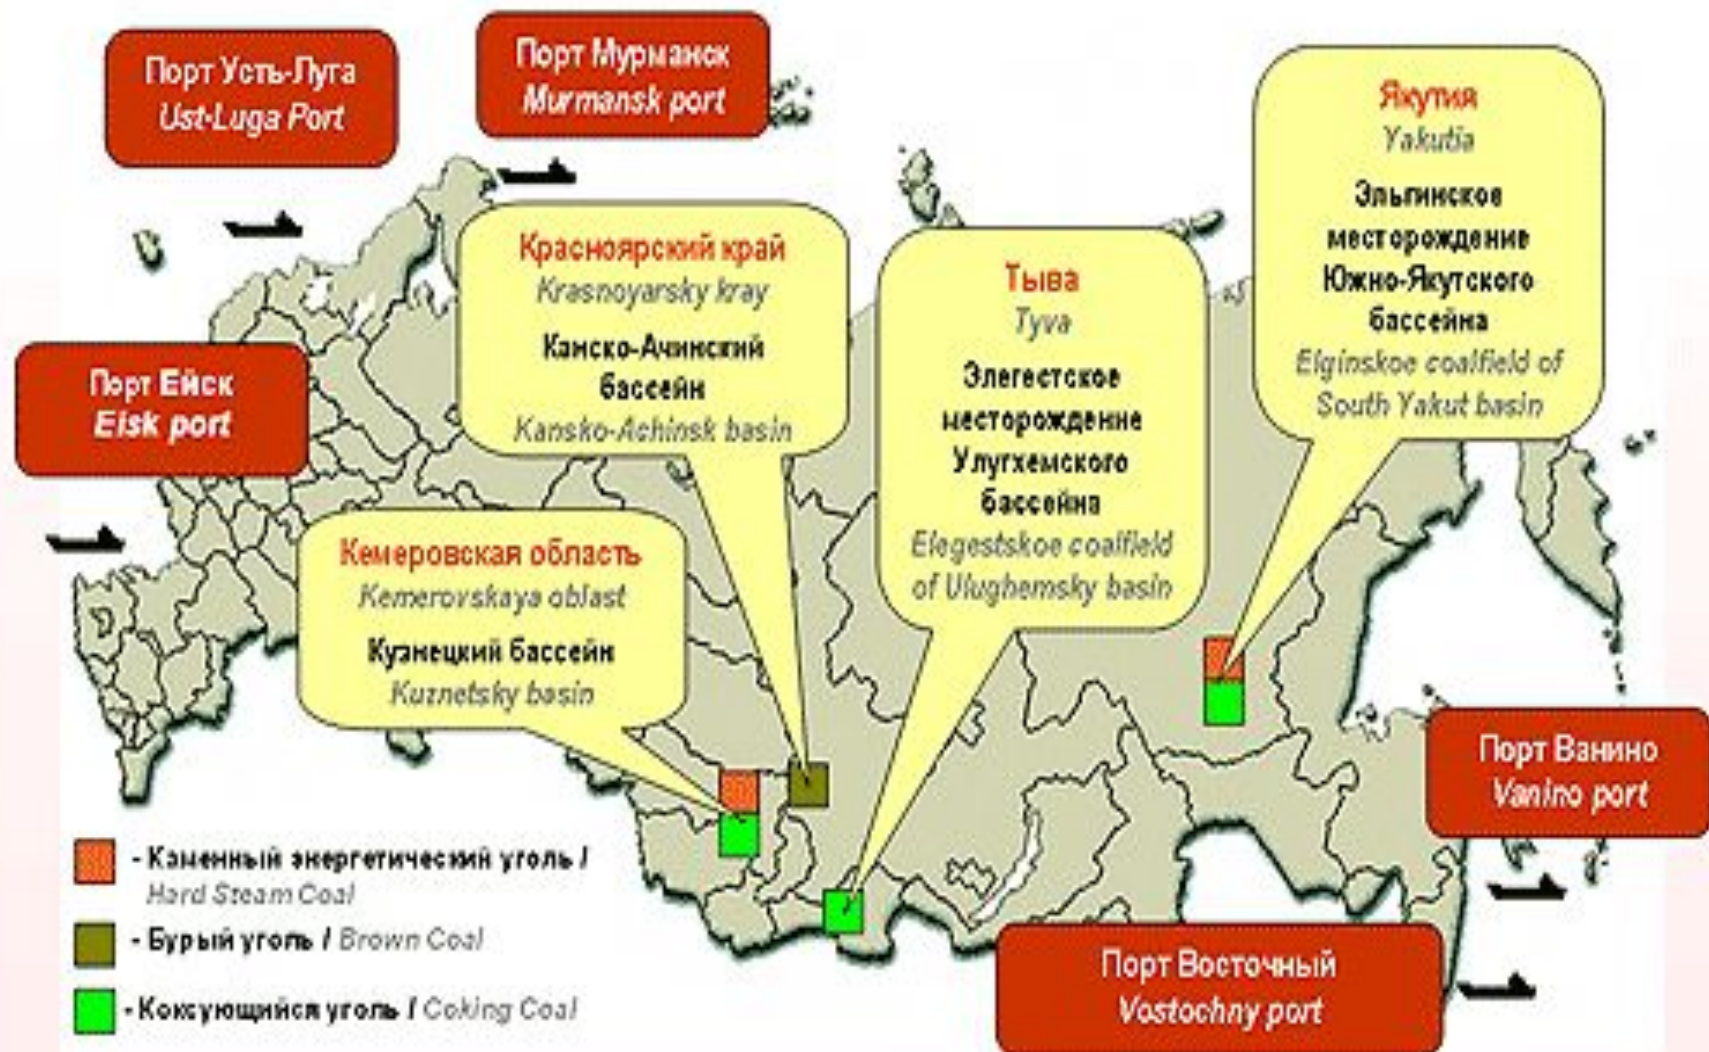 Порт Усть-Луга
Ust-Luga Port
Порт Мурманск
Murmansk port
Якутия
Yakutia
Эльгинское
месторождение
Южно-Якутского
бассейна
Elginskoe coalfield of
South Yakut basin
Красноярский край
Krasnoyarsky kray
Канско-Ачинский
бассейн
Kansko-Achinsk basin
Тыва
Tyva
Элегестское
месторождение
Улугхемского
бассейна
Elegestskoe coalfield
of Ulughemsky basin
Порт Ейск
Eisk port
Кемеровская область
Kemerovskaya oblast
Кузнецкий бассейн
Kuznetsky basin
Порт Ванино
Vanino port
Порт Восточный
Vostochny port
- Каменный энергетический уголь /
Hard Steam Coal
- Бурый уголь / Brown Coal
- Коксующийся уголь / Coking Coal